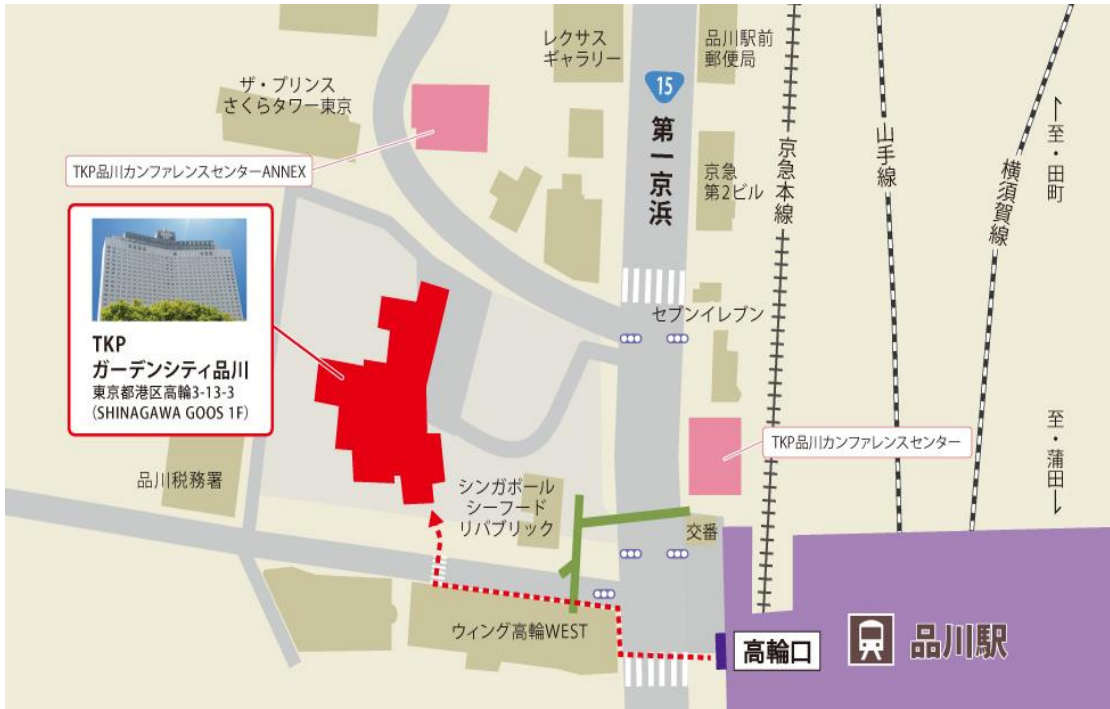 レクサス
ギャラリー
品川駅前
郵便局
ザ・プリンス
さくらタワー東京
15
第一京浜
京急
第2ビル
京急本線
山手線
横須賀線
至・田町
TKP品川カンファレンスセンターANNEX
TKP
ガーデンシティ品川
東京都港区高輪3-13-3
(SHINAGAWA GOOS 1F)
セブンイレブン
TKP品川カンファレンスセンター
至・蒲田
品川税務署
シンガポール
シーフード
リパブリック
交番
ウィング高輪WEST
高輪口
品川駅